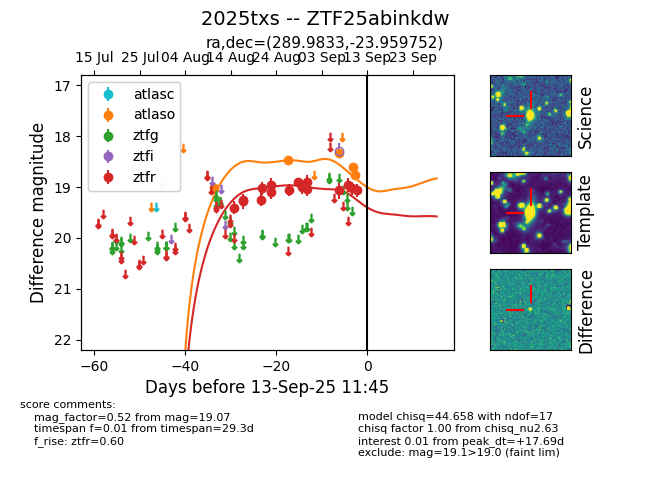 2025txs -- ZTF25abinkdw
ra,dec=(289.9833,-23.959752)
15 Jul 25 Jul 04 Aug 14 Aug 24 Aug 03 Sep 13 Sep 23 Sep
17
18
19
20
21
22
Difference magnitude
atlasc
atlaso
ztfg
ztfi
ztfr
−60 −40 −20 0
Days before 13-Sep-25 11:45
Science
Template
Difference
score comments:
mag_factor=0.52 from mag=19.07
timespan f=0.01 from timespan=29.3d
f_rise: ztfr=0.60
model chisq=44.658 with ndof=17
chisq factor 1.00 from chisq_nu2.63
interest 0.01 from peak_dt=+17.69d
exclude: mag=19.1>19.0 (faint lim)